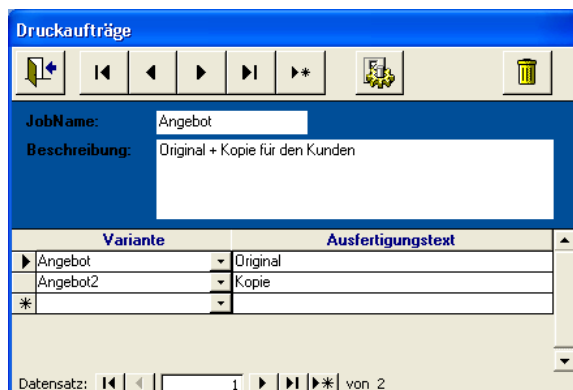 Druckaufträge
JobName: Angebot
Beschreibung: Original + Kopie für den Kunden
Variante Ausfertigungstext
Angebot Original
Angebot2 Kopie
Datensatz: 1 von 2